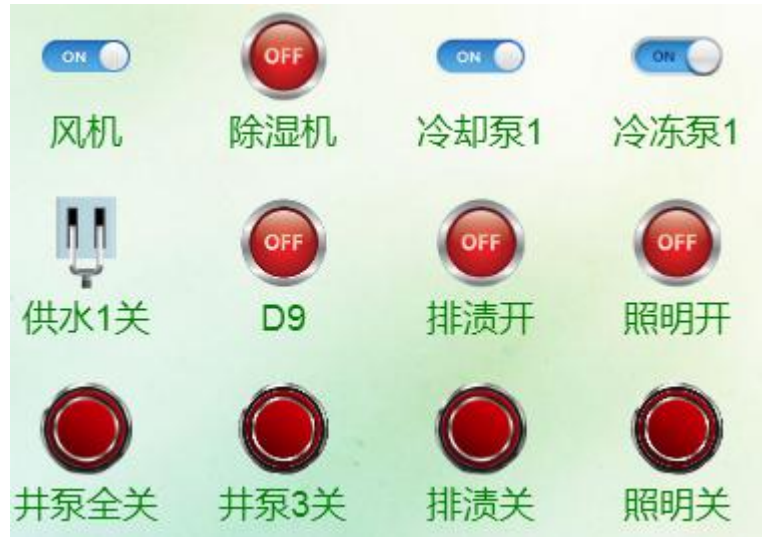 ON OFF ON ON
风机 除湿机 冷却泵1 冷冻泵1
OFF OFF OFF
供水1关 D9 排渍开 照明开
井泵全关 井泵3关 排渍关 照明关